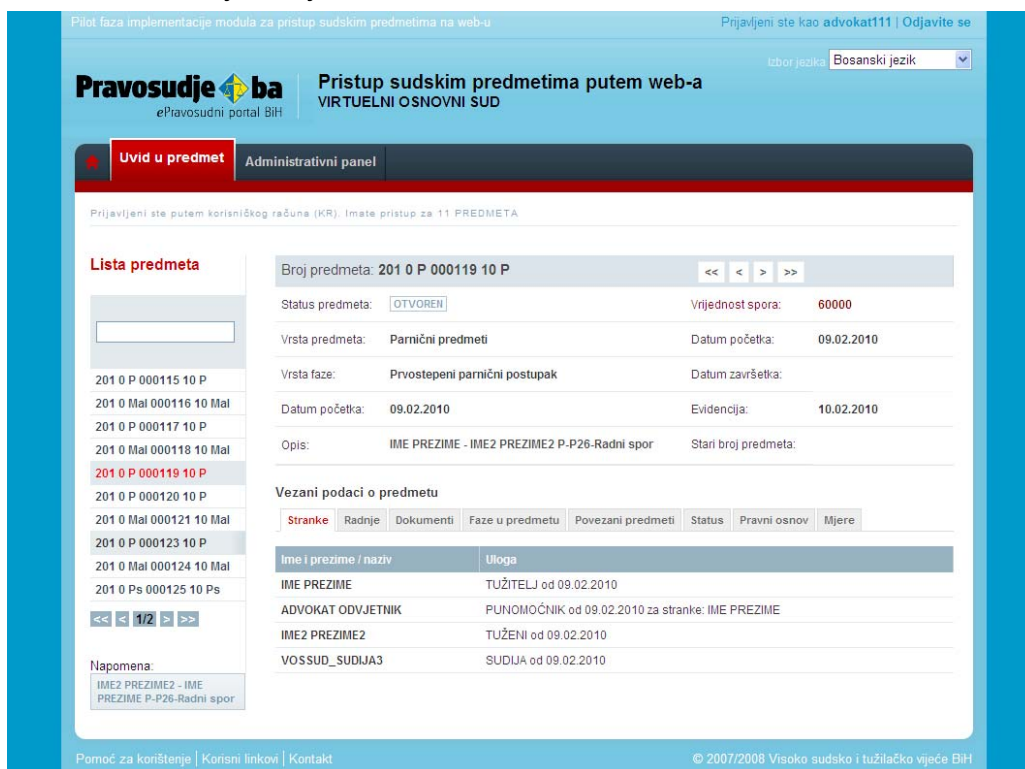 Pilot faza implementacije modula za pristup sudskim predmetima na web-u
Prijavljeni ste kao advokat111 | Odjavite se
Izbor jezika Bosanski jezik
Pravosudje ba
ePravosudni portal BiH
Pristup sudskim predmetima putem web-a
VIRTUELNI OSNOVNI SUD
Uvid u predmet Administrativni panel
Prijavljeni ste putem korisničkog računa (KR). Imate pristup za 11 PREDMETA
Lista predmeta
201 0 P 000115 10 P
201 0 Mal 000116 10 Mal
201 0 P 000117 10 P
201 0 Mal 000118 10 Mal
201 0 P 000119 10 P
201 0 P 000120 10 P
201 0 Mal 000121 10 Mal
201 0 P 000123 10 P
201 0 Mal 000124 10 Mal
201 0 Ps 000125 10 Ps
<< < 1/2 > >>
Napomena:
IME2 PREZIME2 - IME
PREZIME P-P26-Radni spor
Broj predmeta: 201 0 P 000119 10 P << < > >>
Status predmeta: OTVOREN Vrijednost spora: 60000
Vrsta predmeta: Parnični predmeti Datum početka: 09.02.2010
Vrsta faze: Prvostepeni parnični postupak Datum završetka:
Datum početka: 09.02.2010 Evidencija: 10.02.2010
Opis: IME PREZIME - IME2 PREZIME2 P-P26-Radni spor Stari broj predmeta:
Vezani podaci o predmetu
Stranke Radnje Dokumenti Faze u predmetu Povezani predmeti Status Pravni osnov Mjere
Ime i prezime / naziv Uloga
IME PREZIME TUŽITELJ od 09.02.2010
ADVOKAT ODVJETNIK PUNOMOĆNIK od 09.02.2010 za stranke: IME PREZIME
IME2 PREZIME2 TUŽENI od 09.02.2010
VOSSUD_SUDIJA3 SUDIJA od 09.02.2010
Pomoć za korištenje | Korisni linkovi | Kontakt
© 2007/2008 Visoko sudsko i tužilačko vijeće BiH